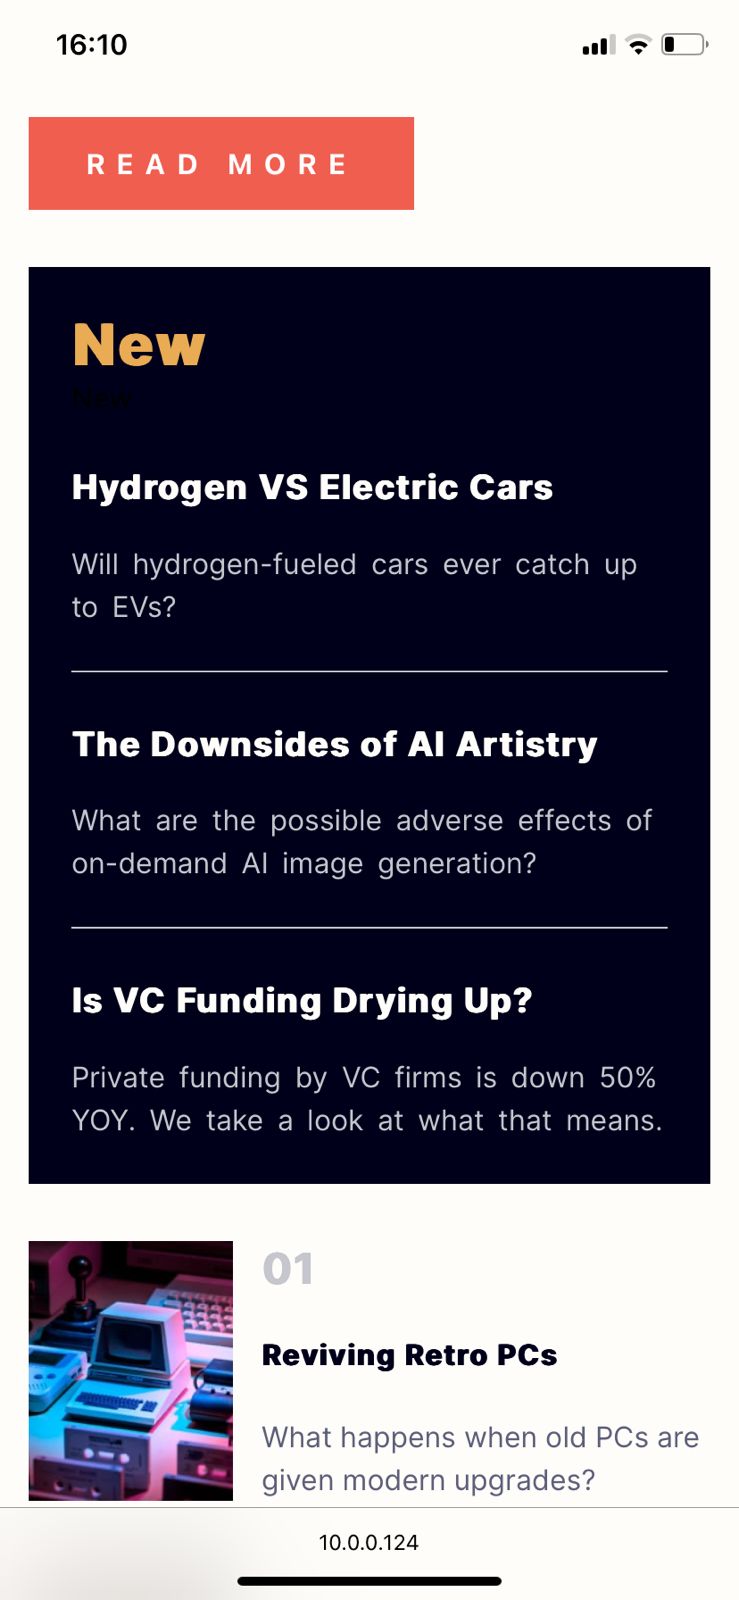 16:10
READ MORE
New
New
Hydrogen VS Electric Cars
Will hydrogen-fueled cars ever catch up
to EVs?
The Downsides of AI Artistry
What are the possible adverse effects of
on-demand AI image generation?
Is VC Funding Drying Up?
Private funding by VC firms is down 50%
YOY. We take a look at what that means.
01
Reviving Retro PCs
What happens when old PCs are
given modern upgrades?
10.0.0.124